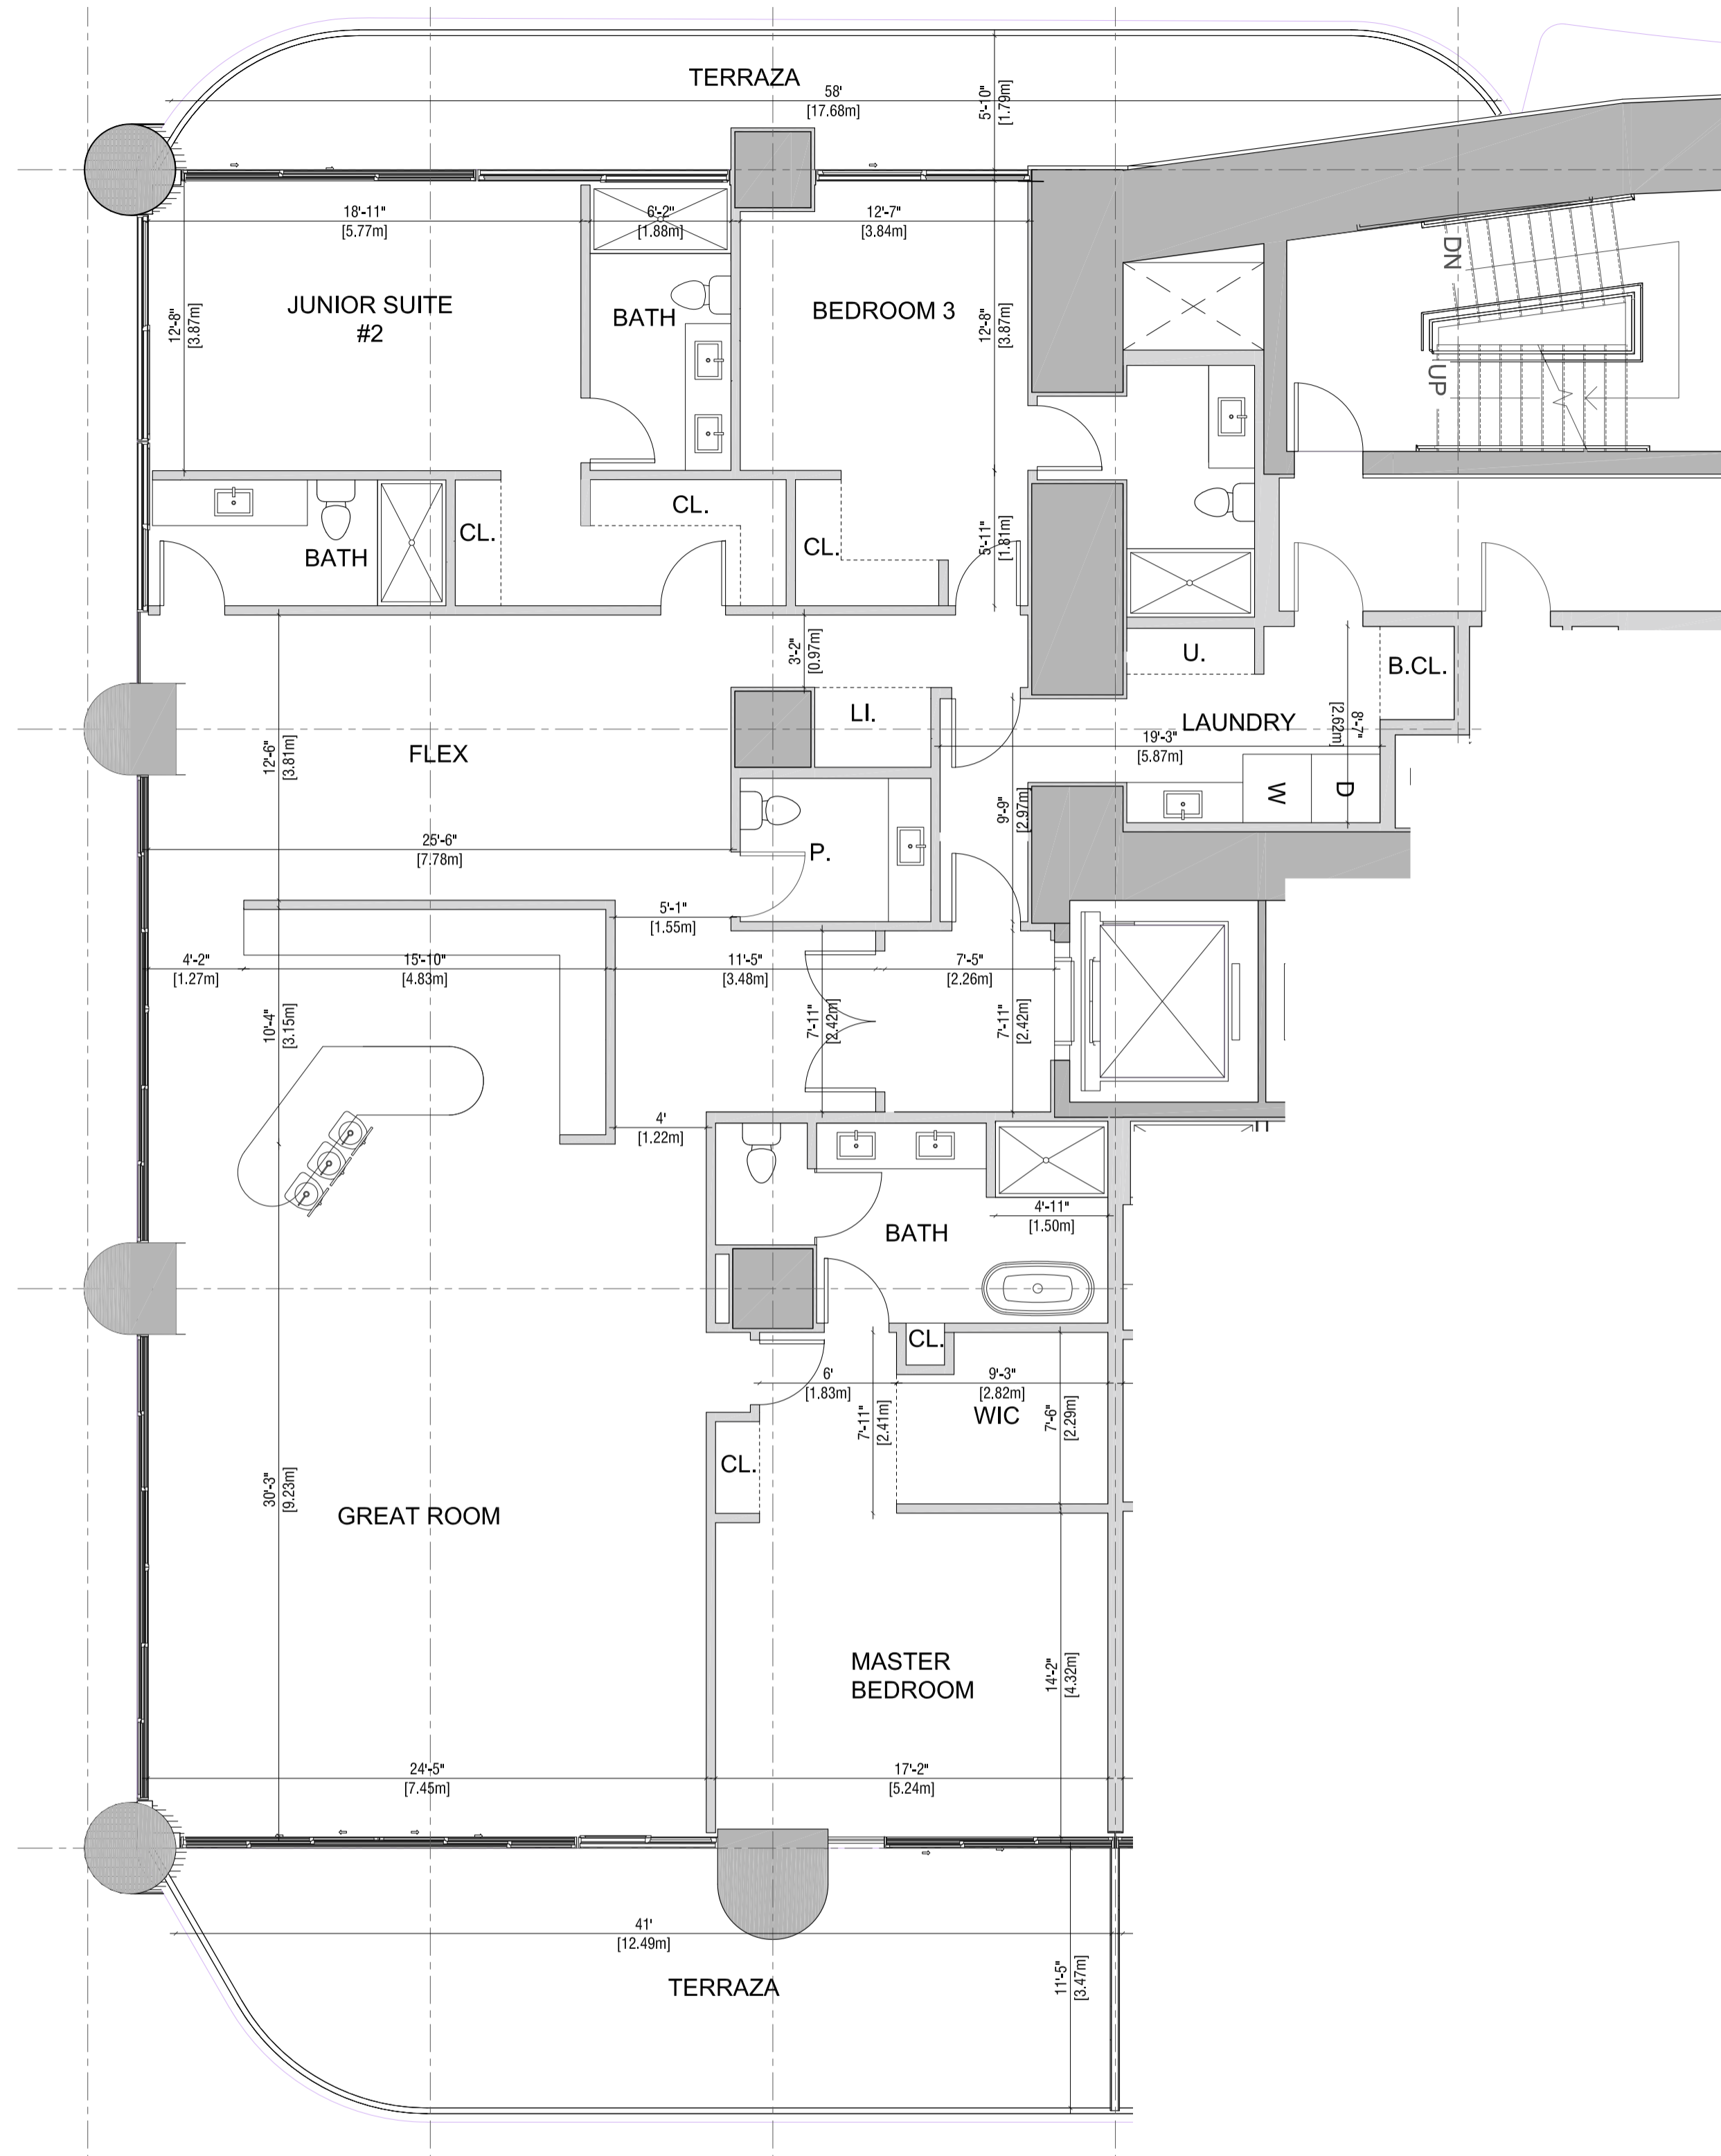 TERRAZA
58'
[17.68m]
5'-10"
[1.79m]
DN
UP
18'-11"
[5.77m]
6'-2"
[1.88m]
12'-7"
[3.84m]
12'-8"
[3.87m]
JUNIOR SUITE
#2
BATH
BEDROOM 3
12'-8"
[3.87m]
BATH
CL.
CL.
CL.
5'-11"
[1.81m]
3'-2"
[0.97m]
U.
B.CL.
LI.
LAUNDRY
19'-3"
[5.87m]
8'-7"
[2.62m]
W
D
FLEX
12'-6"
[3.81m]
25'-6"
[7.78m]
P.
9'-9"
[2.97m]
5'-1"
[1.55m]
4'-2"
[1.27m]
15'-10"
[4.83m]
11'-5"
[3.48m]
7'-5"
[2.26m]
10'-4"
[3.15m]
7'-11"
[2.42m]
7'-11"
[2.42m]
4'
[1.22m]
BATH
4'-11"
[1.50m]
CL.
6'
[1.83m]
9'-3"
[2.82m]
WIC
7'-11"
[2.41m]
7'-6"
[2.29m]
CL.
30'-3"
[9.23m]
GREAT ROOM
MASTER
BEDROOM
14'-2"
[4.32m]
24'-5"
[7.45m]
17'-2"
[5.24m]
41'
[12.49m]
TERRAZA
11'-5"
[3.47m]